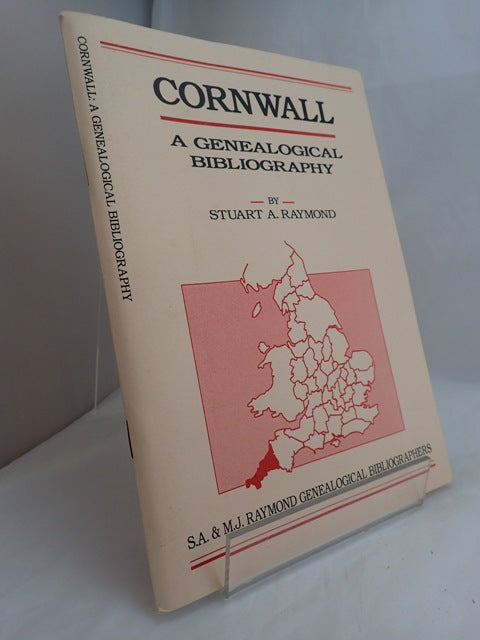 CORNWALL: A GENEALOGICAL BIBLIOGRAPHY
CORNWALL
A GENEALOGICAL
BIBLIOGRAPHY
— BY —
STUART A. RAYMOND
S.A. & M.J. RAYMOND GENEALOGICAL BIBLIOGRAPHERS